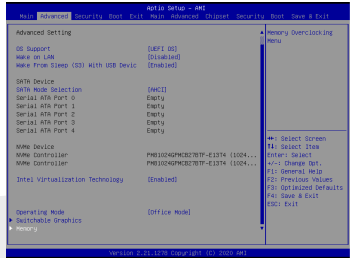 Aptio Setup - AMI
Main Advanced Security Boot Exit Main Advanced Chipset Security Boot Save & Exit
Advanced Setting
OS Support [UEFI OS]
Wake on LAN [Disabled]
Wake From Sleep (S3) With USB Devic [Enabled]
SATA Device
SATA Mode Selection [AHCI]
Serial ATA Port 0 Empty
Serial ATA Port 1 Empty
Serial ATA Port 2 Empty
Serial ATA Port 3 Empty
Serial ATA Port 4 Empty
NVMe Device
NVMe Controller (1024...
NVMe Controller (1024...
Intel Virtualization Technology [Enabled]
Operating Mode [Office Mode]
Switchable Graphics
Memory
Memory Overclocking
Menu
↔: Select Screen
↑↓: Select Item
Enter: Select
+/-: Change Opt.
F1: General Help
F2: Previous Values
F3: Optimized Defaults
F4: Save & Exit
ESC: Exit
Version 2.21.1278 Copyright (C) 2020 AMI